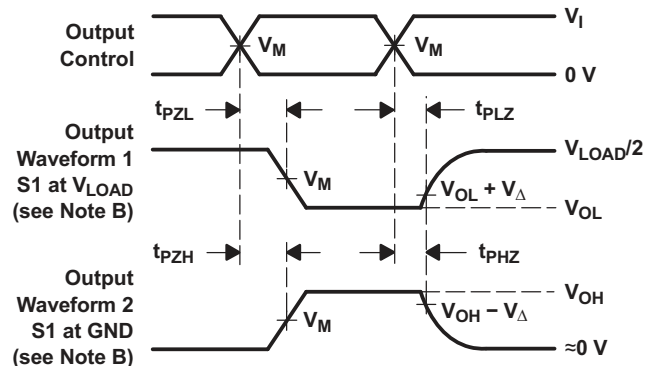 Output
Control
V_M
V_M
V_I
0 V
t_PZL
t_PLZ
Output
Waveform 1
S1 at V_LOAD
(see Note B)
V_M
V_LOAD/2
V_OL + V_Δ
V_OL
t_PZH
t_PHZ
Output
Waveform 2
S1 at GND
(see Note B)
V_M
V_OH
V_OH − V_Δ
≈0 V